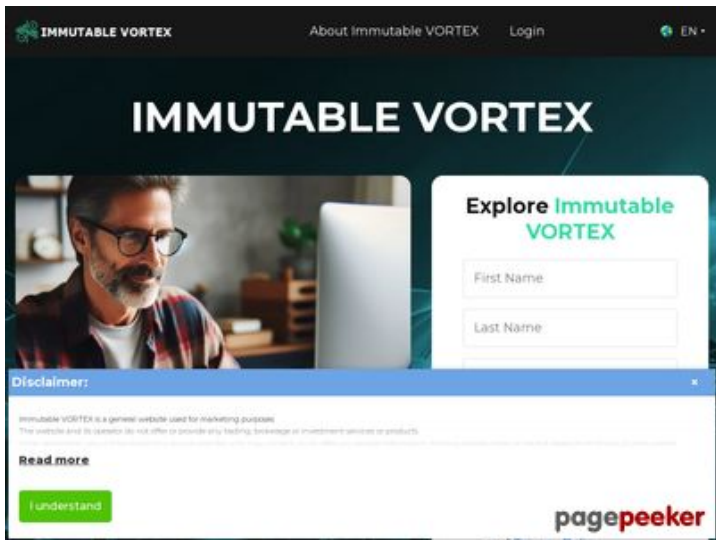 IMMUTABLE VORTEX
About Immutable VORTEX
Login
EN
IMMUTABLE VORTEX
Explore Immutable
VORTEX
First Name
Last Name
Disclaimer:
x
Immutable VORTEX is a general website used for marketing purposes
The website and its operator do not offer or provide any trading, brokerage or investment services or products.
Read more
I understand
pagepeeker